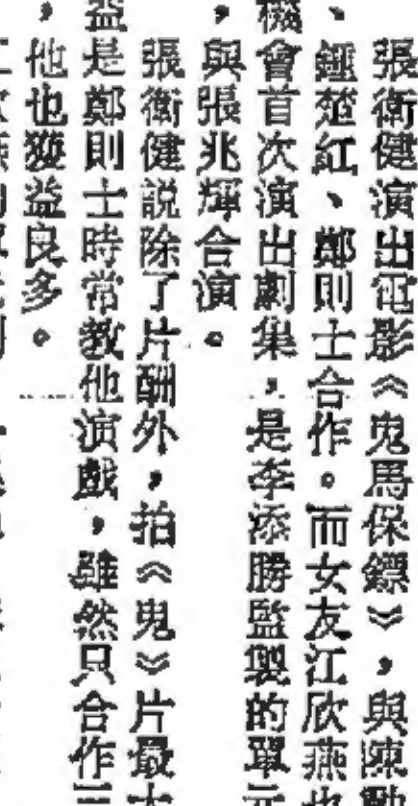 張衛健演出電影《鬼馬保鏢》，與陳
、鍾楚紅、鄭則士合作。而女友江欣燕
機會首次演出劇集，是李添勝監製的單元
，與張兆輝合演。
張衛健說除了片酬外，拍《鬼》片最大
益是鄭則士時常教他演戲，雖然只合作
，他也獲益良多。